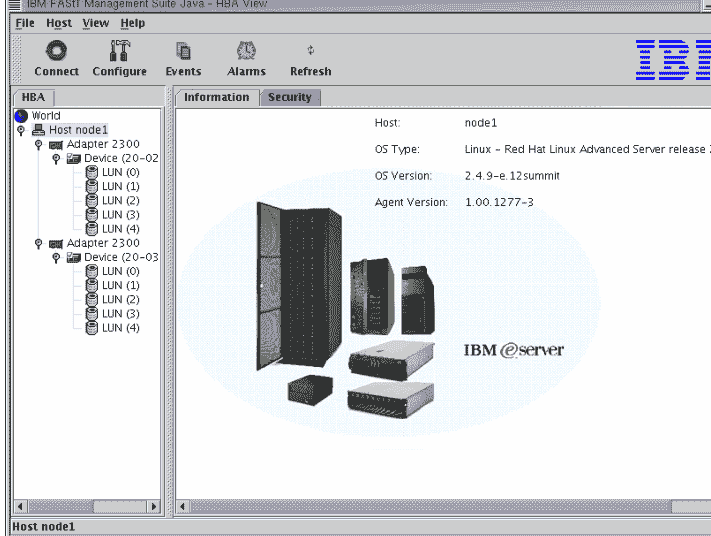 IBM FAStT Management Suite Java - HBA View
File Host View Help
Connect Configure Events Alarms Refresh
IBM
HBA
World
Host node1
Adapter 2300
Device (20-02
LUN (0)
LUN (1)
LUN (2)
LUN (3)
LUN (4)
Adapter 2300
Device (20-03
LUN (0)
LUN (1)
LUN (2)
LUN (3)
LUN (4)
Information Security
Host: node1
OS Type: Linux - Red Hat Linux Advanced Server release
OS Version: 2.4.9-e.12summit
Agent Version: 1.00.1277-3
IBM @server
Host node1